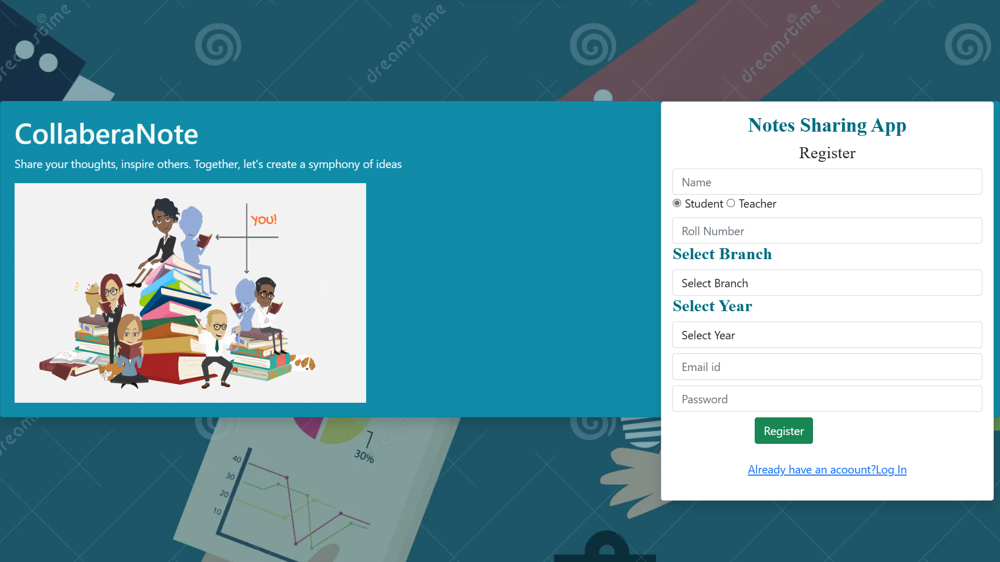 dreamstime
dreamstime
dreamstime
CollaberaNote
Share your thoughts, inspire others. Together, let's create a symphony of ideas
YOU!
Notes Sharing App
Register
Name
Student Teacher
Roll Number
Select Branch
Select Branch
Select Year
Select Year
Email id
Password
Register
Already have an acoount?Log In
30%
40
30
20
10